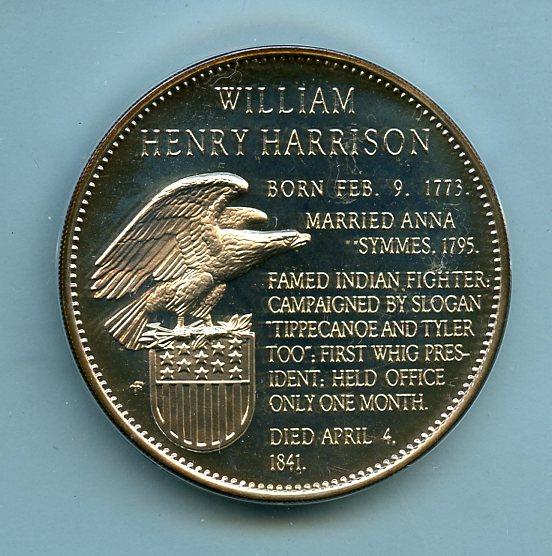 WILLIAM
HENRY HARRISON
BORN FEB. 9. 1773.
MARRIED ANNA
SYMMES, 1795.
FAMED INDIAN FIGHTER;
CAMPAIGNED BY SLOGAN
"TIPPECANOE AND TYLER
TOO"; FIRST WHIG PRES-
IDENT; HELD OFFICE
ONLY ONE MONTH.
DIED APRIL 4,
1841.